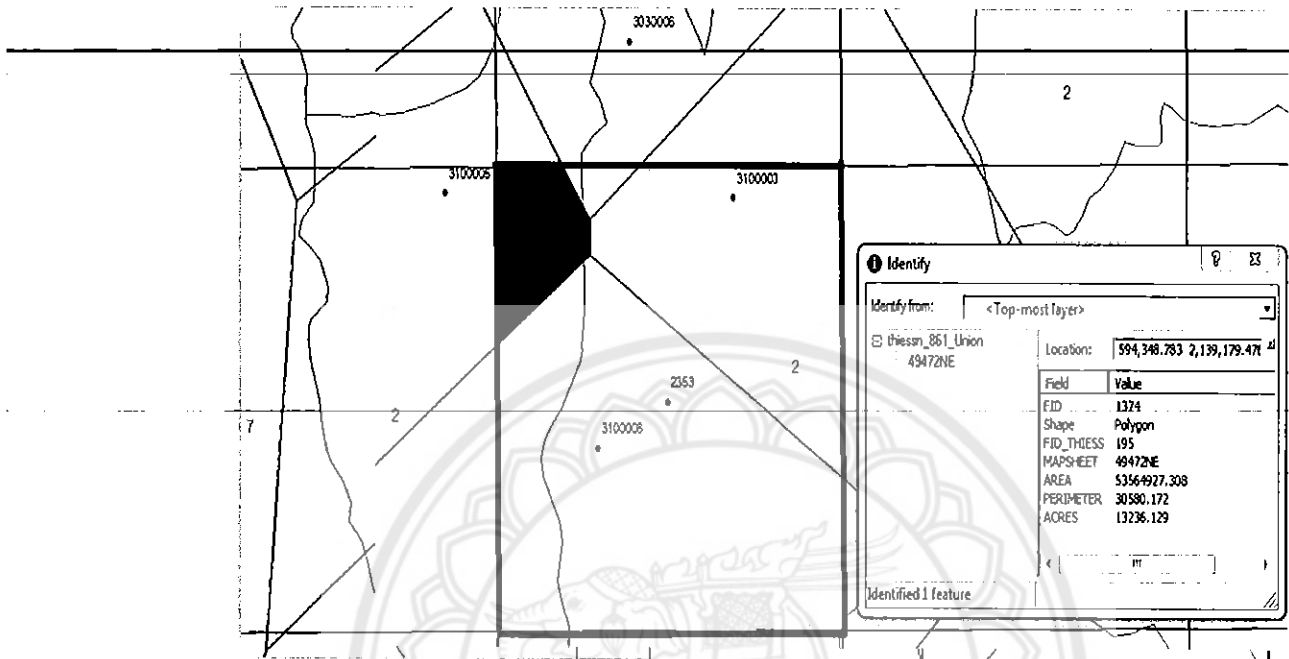 3030006
2
3100005
3100003
Identify
Identify from: <Top-most layer>
thiessn_861_Union
49472NE
Location: 594,348.783 2,139,179.47
Field Value
FID 1374
Shape Polygon
FID_THIESS 195
MAPSHEET 49472NE
AREA 53564927.308
PERIMETER 30580.172
ACRES 13236.129
Identified 1 feature
2
2353
2
7
3100006